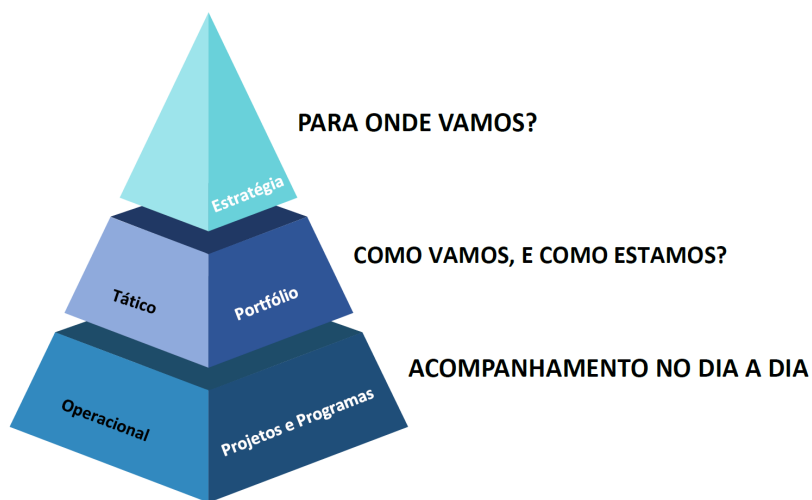 PARA ONDE VAMOS?
Estratégia
COMO VAMOS, E COMO ESTAMOS?
Tático
Portfólio
ACOMPANHAMENTO NO DIA A DIA
Operacional
Projetos e Programas